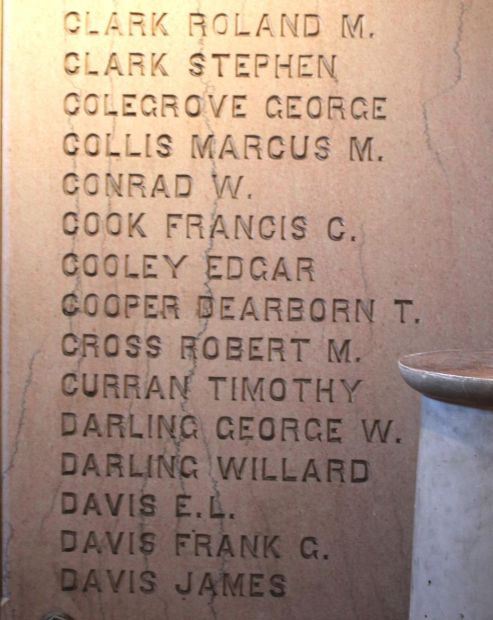 CLARK ROLAND M.
CLARK STEPHEN
COLEGROVE GEORGE
COLLIS MARCUS M.
CONRAD W.
COOK FRANCIS C.
COOLEY EDGAR
COOPER DEARBORN T.
CROSS ROBERT M.
CURRAN TIMOTHY
DARLING GEORGE W.
DARLING WILLARD
DAVIS E.L.
DAVIS FRANK G.
DAVIS JAMES